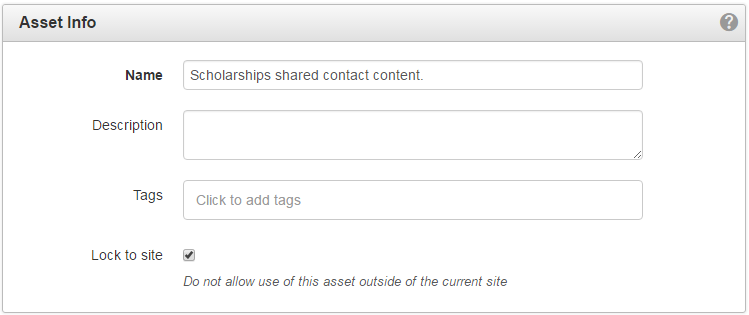 Asset Info
?
Name
Scholarships shared contact content.
Description
Tags
Click to add tags
Lock to site
Do not allow use of this asset outside of the current site